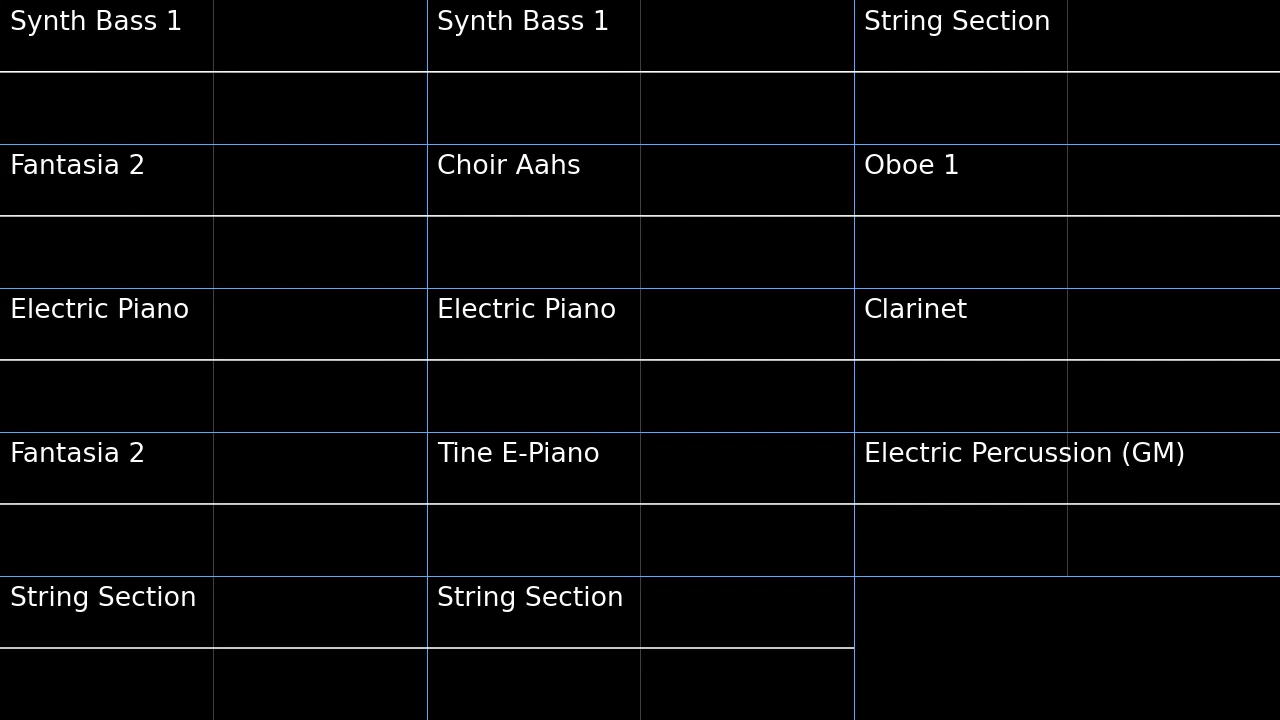 Synth Bass 1
Synth Bass 1
String Section
Fantasia 2
Choir Aahs
Oboe 1
Electric Piano
Electric Piano
Clarinet
Fantasia 2
Tine E-Piano
Electric Percussion (GM)
String Section
String Section